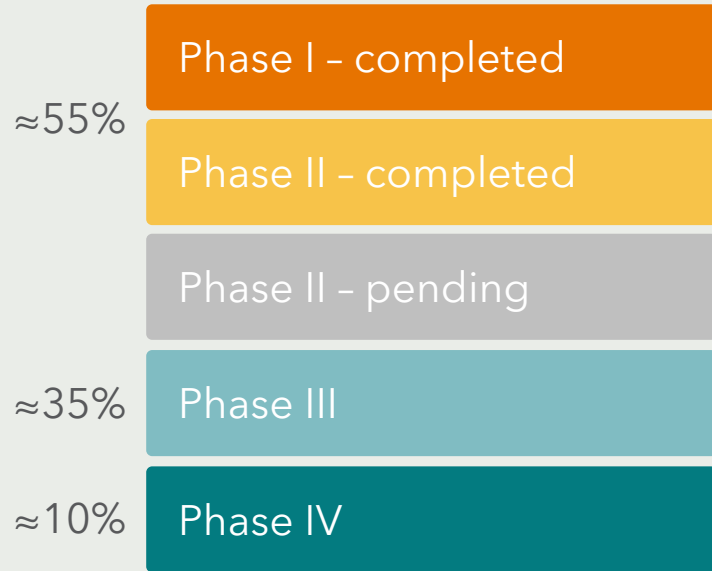 Phase I – completed
≈55%
Phase II – completed
Phase II – pending
≈35% Phase III
≈10% Phase IV